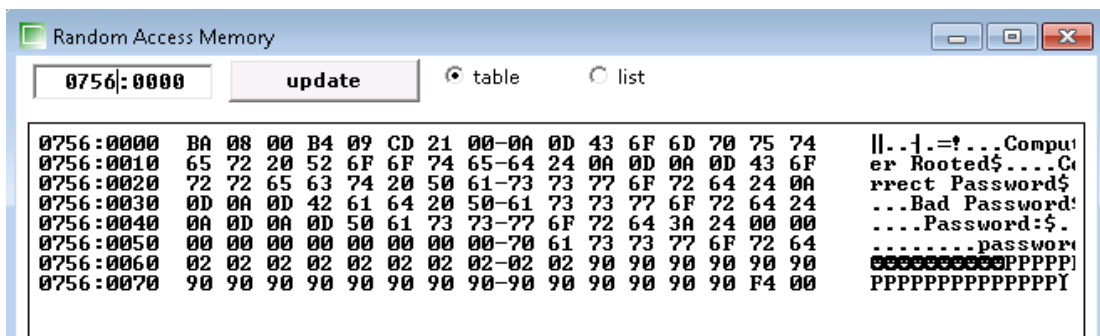 Random Access Memory
0756:0000 update table list
0756:0000 BA 08 00 B4 09 CD 21 00-0A 0D 43 6F 6D 70 75 74 ||..┤.=!...Comput
0756:0010 65 72 20 52 6F 6F 74 65-64 24 0A 0D 0A 0D 43 6F er Rooted$....Co
0756:0020 72 72 65 63 74 20 50 61-73 73 77 6F 72 64 24 0A rrect Password$
0756:0030 0D 0A 0D 42 61 64 20 50-61 73 73 77 6F 72 64 24 ...Bad Password$
0756:0040 0A 0D 0A 0D 50 61 73 73-77 6F 72 64 3A 24 00 00 ....Password:$.
0756:0050 00 00 00 00 00 00 00 00-70 61 73 73 77 6F 72 64 ........passwor
0756:0060 02 02 02 02 02 02 02 02-02 02 90 90 90 90 90 90 ☻☻☻☻☻☻☻☻☻☻PPPPP
0756:0070 90 90 90 90 90 90 90 90-90 90 90 90 90 90 F4 00 PPPPPPPPPPPPPPÌ